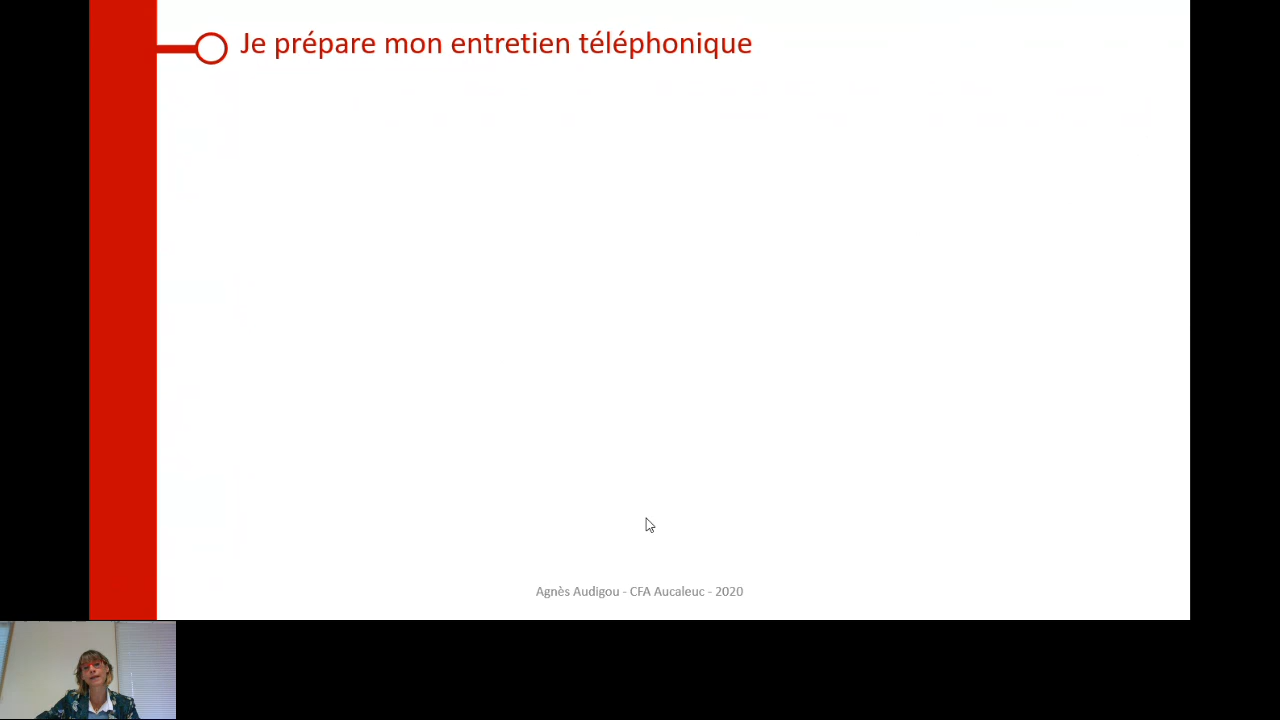 Je prépare mon entretien téléphonique
Agnès Audigou - CFA Aucaleuc - 2020